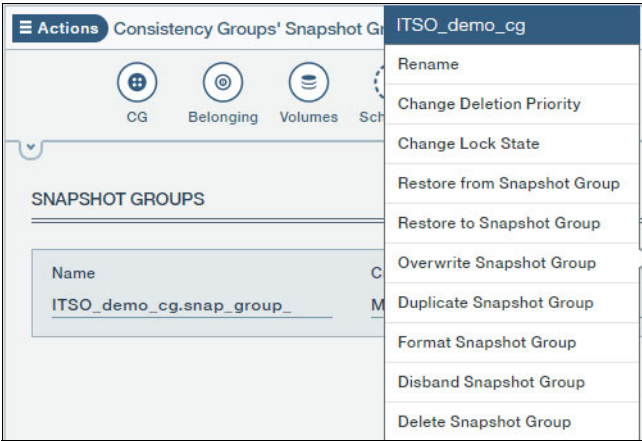 Actions Consistency Groups' Snapshot Gr
CG Belonging Volumes Sch
SNAPSHOT GROUPS
Name C
ITSO_demo_cg.snap_group_ M
ITSO_demo_cg
Rename
Change Deletion Priority
Change Lock State
Restore from Snapshot Group
Restore to Snapshot Group
Overwrite Snapshot Group
Duplicate Snapshot Group
Format Snapshot Group
Disband Snapshot Group
Delete Snapshot Group